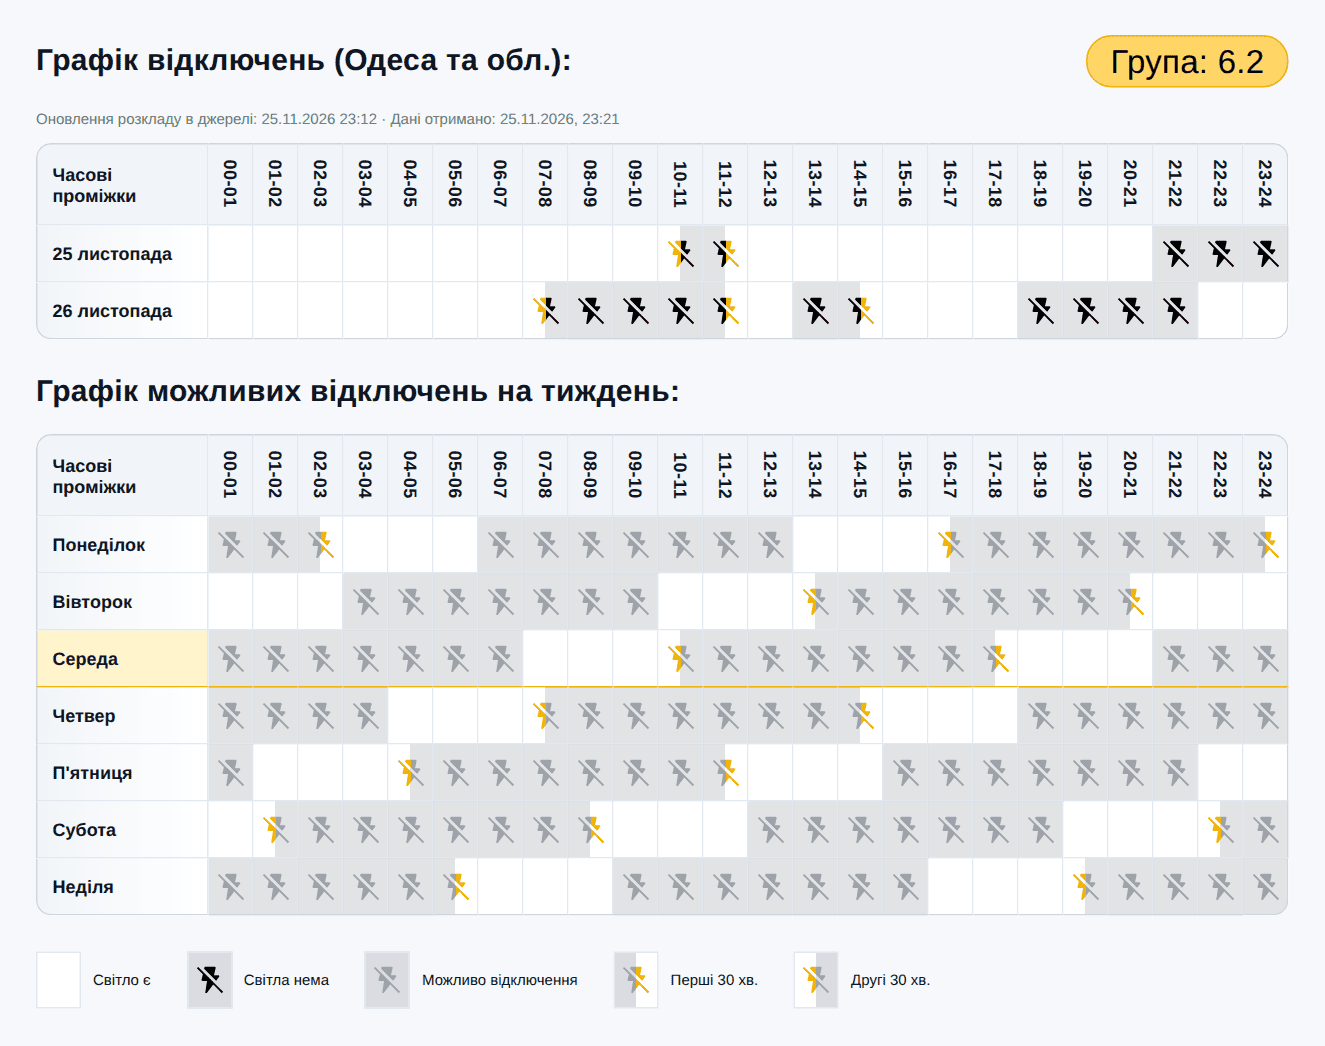 Графік відключень (Одеса та обл.):
Група: 6.2
Оновлення розкладу в джерелі: 25.11.2026 23:12 · Дані отримано: 25.11.2026, 23:21
Часові
проміжки
00-01 01-02 02-03 03-04 04-05 05-06 06-07 07-08 08-09 09-10 10-11 11-12 12-13 13-14 14-15 15-16 16-17 17-18 18-19 19-20 20-21 21-22 22-23 23-24
25 листопада
26 листопада
Графік можливих відключень на тиждень:
Часові
проміжки
00-01 01-02 02-03 03-04 04-05 05-06 06-07 07-08 08-09 09-10 10-11 11-12 12-13 13-14 14-15 15-16 16-17 17-18 18-19 19-20 20-21 21-22 22-23 23-24
Понеділок
Вівторок
Середа
Четвер
П'ятниця
Субота
Неділя
Світло є
Світла нема
Можливо відключення
Перші 30 хв.
Другі 30 хв.